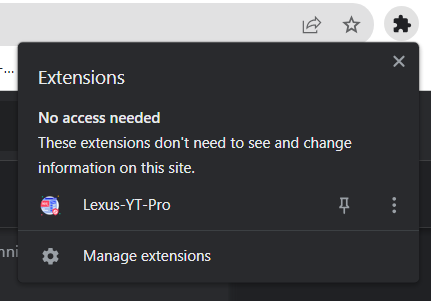 Extensions
No access needed
These extensions don't need to see and change
information on this site.
Lexus-YT-Pro
Manage extensions